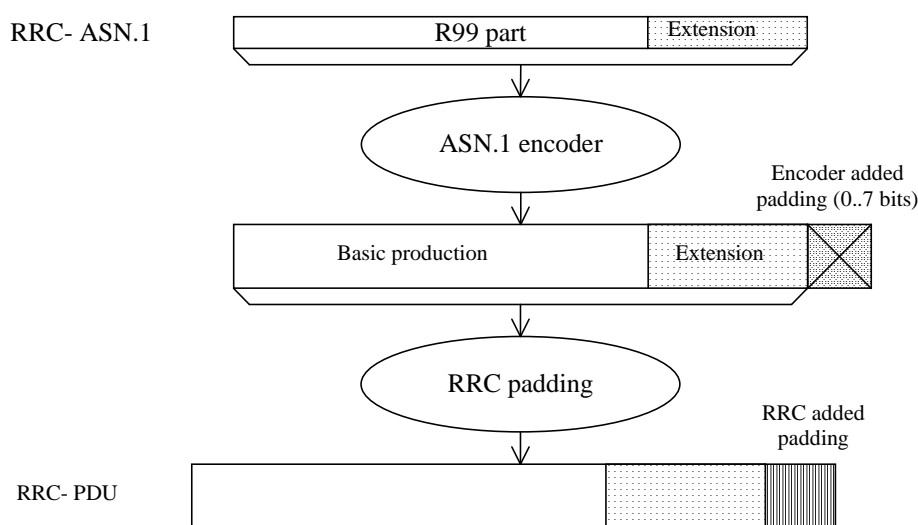 RRC- ASN.1
R99 part
Extension
ASN.1 encoder
Encoder added
padding (0..7 bits)
Basic production
Extension
RRC padding
RRC added
padding
RRC- PDU